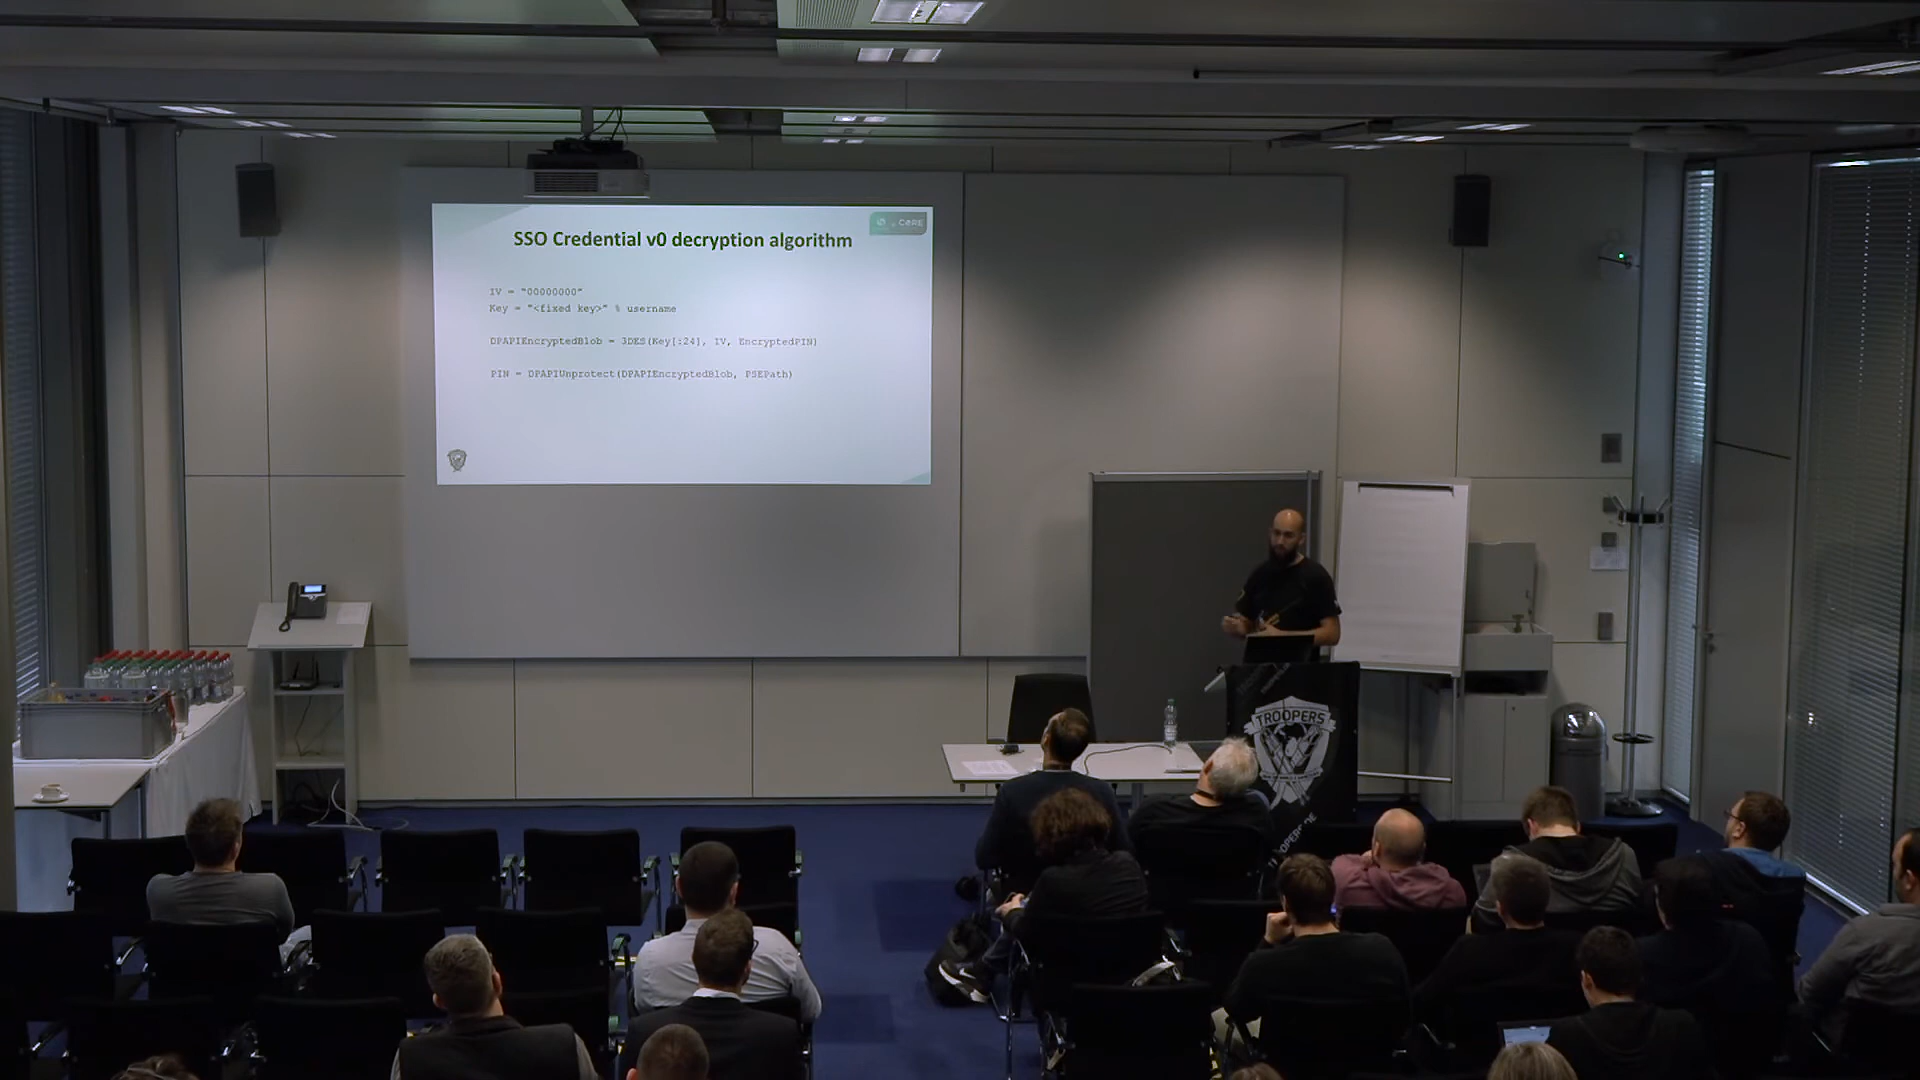 SSO Credential v0 decryption algorithm
CORE
IV = "00000000"
Key = "<fixed key>" % username
DPAPIEncryptedBlob = 3DES(Key[:24], IV, EncryptedPIN)
PIN = DPAPIUnprotect(DPAPIEncryptedBlob, PSEPath)
TROOPERS